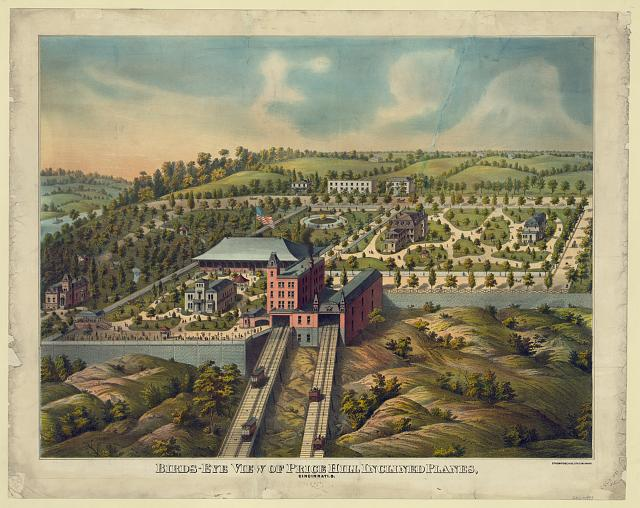 BIRDS-EYE VIEW OF PRICE HILL INCLINED PLANES,
CINCINNATI, O.